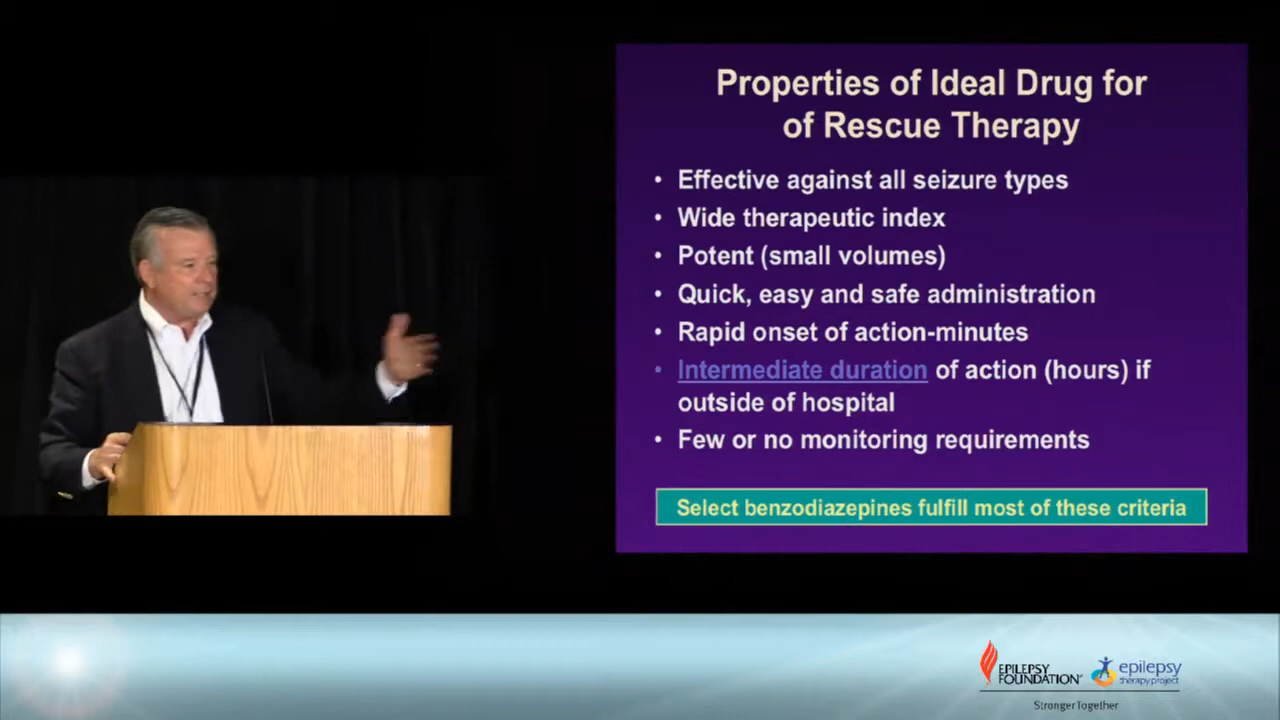 Properties of Ideal Drug for
of Rescue Therapy
• Effective against all seizure types
• Wide therapeutic index
• Potent (small volumes)
• Quick, easy and safe administration
• Rapid onset of action-minutes
• Intermediate duration of action (hours) if
outside of hospital
• Few or no monitoring requirements
Select benzodiazepines fulfill most of these criteria
EPILEPSY
FOUNDATION
epilepsy
therapy project
StrongerTogether